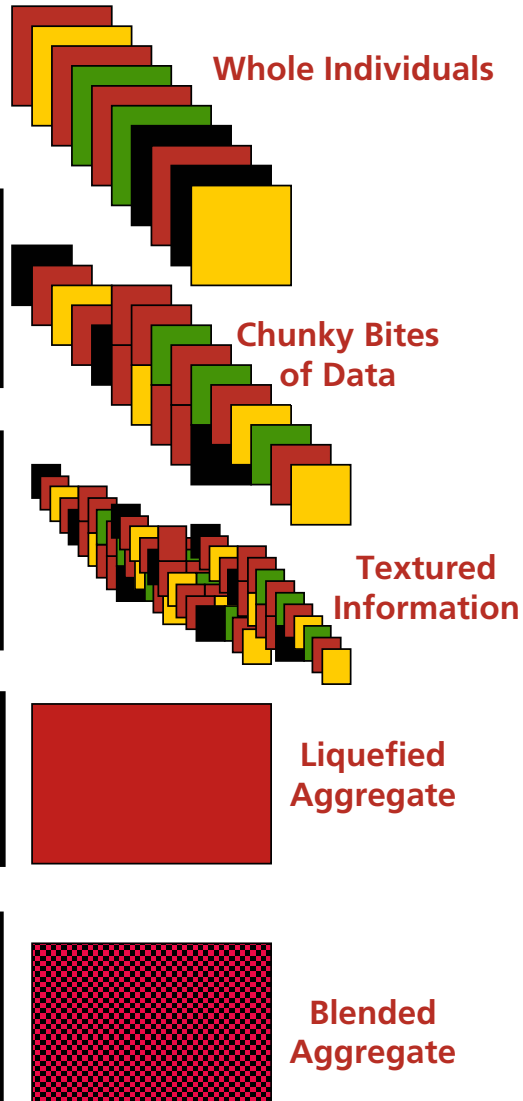 Whole Individuals
Chunky Bites
of Data
Textured
Information
Liquefied
Aggregate
Blended
Aggregate